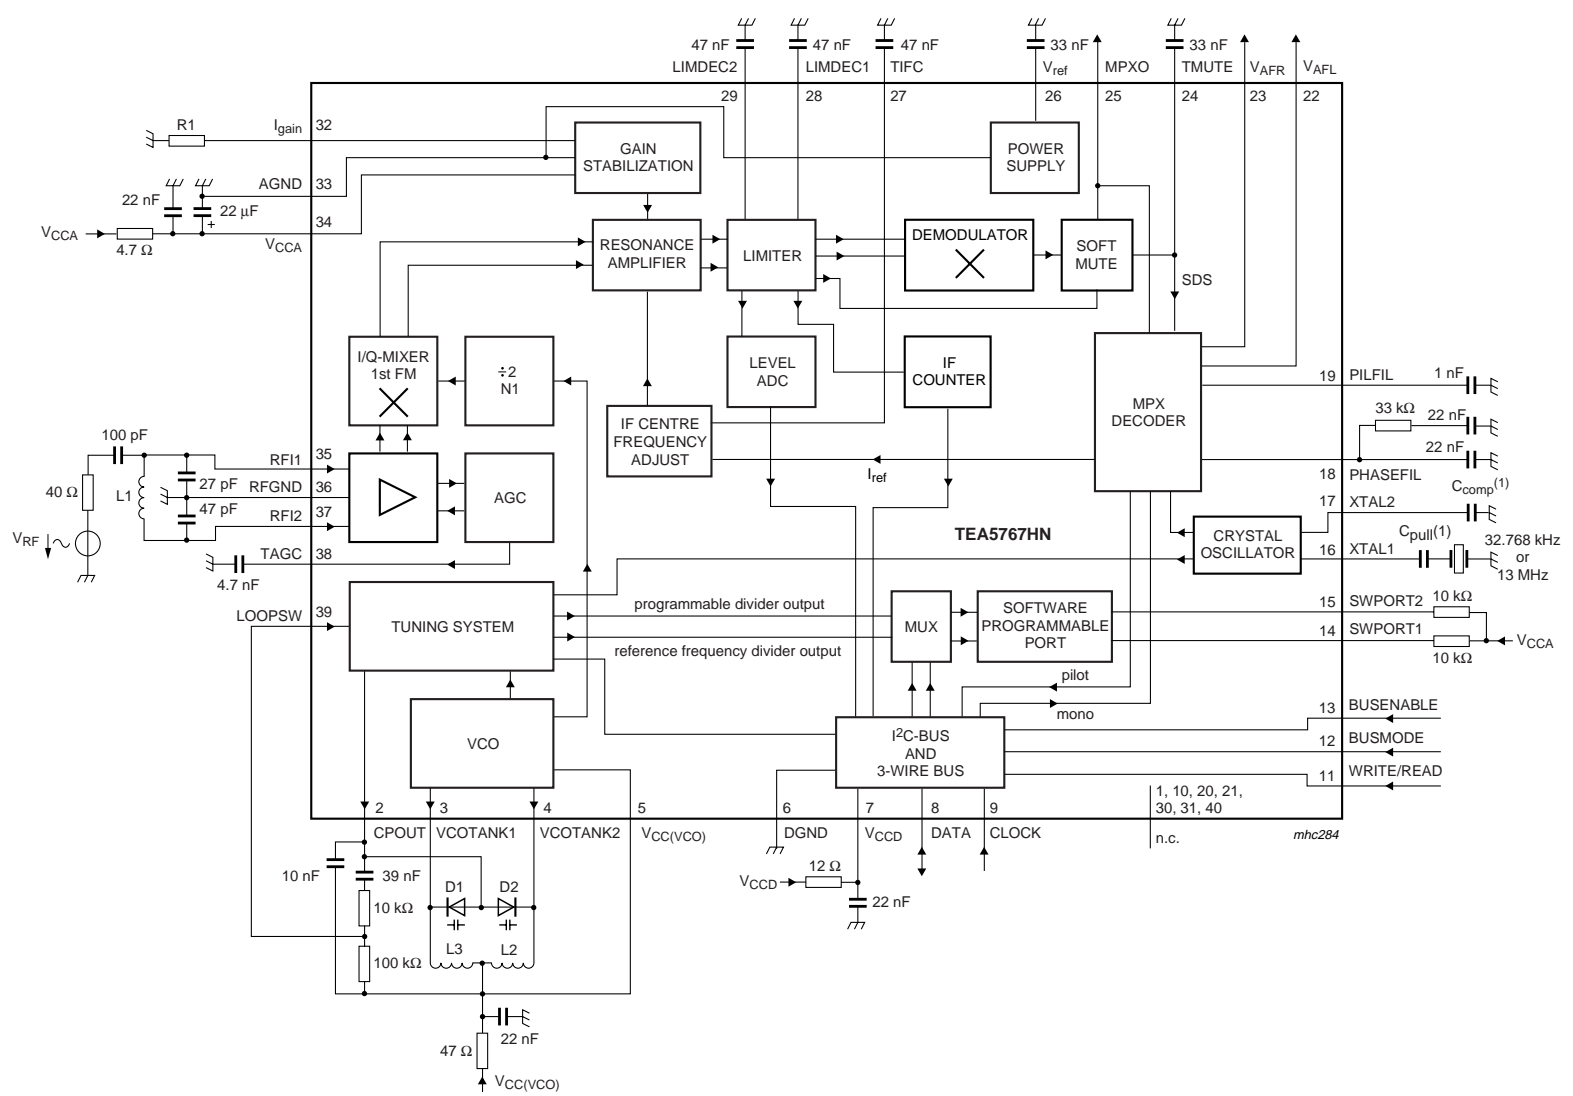 47 nF
47 nF
47 nF
33 nF
33 nF
LIMDEC2
LIMDEC1
TIFC
Vref
MPXO
TMUTE
VAFR
VAFL
29
28
27
26
25
24
23
22
R1
Igain
32
GAIN
STABILIZATION
POWER
SUPPLY
AGND
33
22 nF
22 μF
+
34
VCCA
4.7 Ω
VCCA
RESONANCE
AMPLIFIER
LIMITER
DEMODULATOR
SOFT
MUTE
SDS
I/Q-MIXER
1st FM
÷2
N1
LEVEL
ADC
IF
COUNTER
MPX
DECODER
19
PILFIL
1 nF
33 kΩ
22 nF
22 nF
18
PHASEFIL
IF CENTRE
FREQUENCY
ADJUST
Iref
100 pF
35
RFI1
27 pF
40 Ω
L1
RFGND
36
47 pF
RFI2
37
VRF
AGC
TAGC
38
4.7 nF
TEA5767HN
17
XTAL2
Ccomp(1)
CRYSTAL
OSCILLATOR
16
XTAL1
Cpull(1)
32.768 kHz
or
13 MHz
LOOPSW
39
TUNING SYSTEM
programmable divider output
reference frequency divider output
MUX
SOFTWARE
PROGRAMMABLE
PORT
15
SWPORT2
10 kΩ
14
SWPORT1
10 kΩ
VCCA
pilot
mono
VCO
I2C-BUS
AND
3-WIRE BUS
13
BUSENABLE
12
BUSMODE
11
WRITE/READ
1, 10, 20, 21,
30, 31, 40
n.c.
mhc284
2
3
4
5
6
7
8
9
CPOUT
VCOTANK1
VCOTANK2
VCC(VCO)
DGND
VCCD
DATA
CLOCK
10 nF
39 nF
10 kΩ
100 kΩ
D1
D2
L3
L2
12 Ω
VCCD
22 nF
22 nF
47 Ω
VCC(VCO)